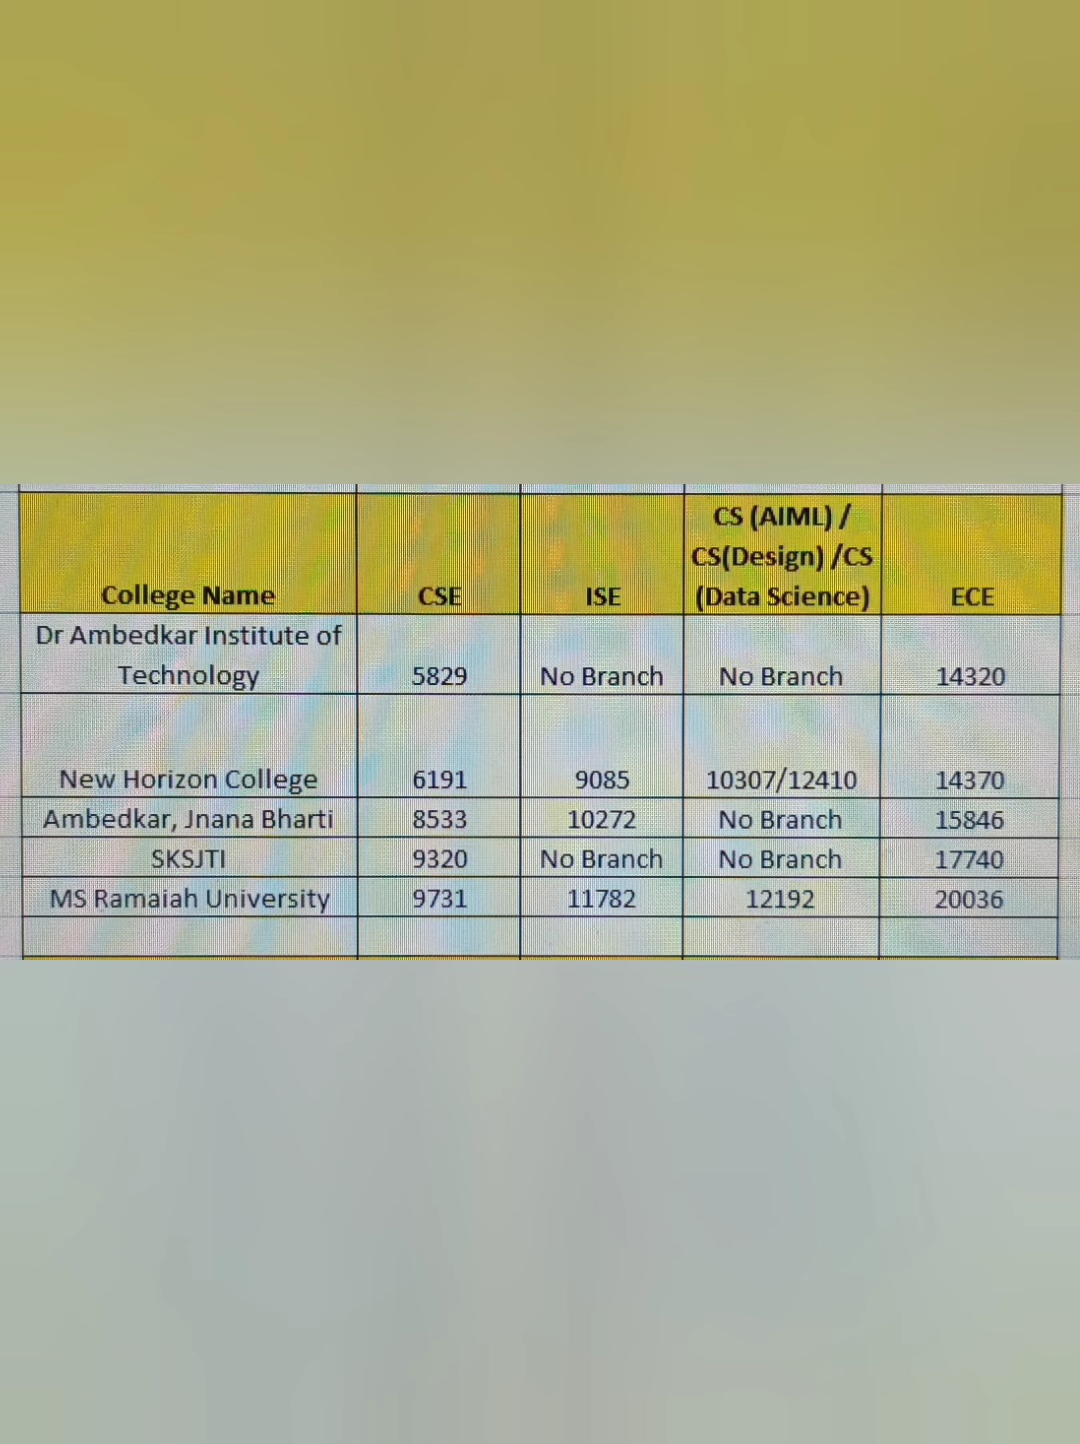 College Name CSE ISE CS (AIML) / CS(Design) /CS (Data Science) ECE
Dr Ambedkar Institute of Technology 5829 No Branch No Branch 14320
New Horizon College 6191 9085 10307/12410 14370
Ambedkar, Jnana Bharti 8533 10272 No Branch 15846
SKSJTI 9320 No Branch No Branch 17740
MS Ramaiah University 9731 11782 12192 20036